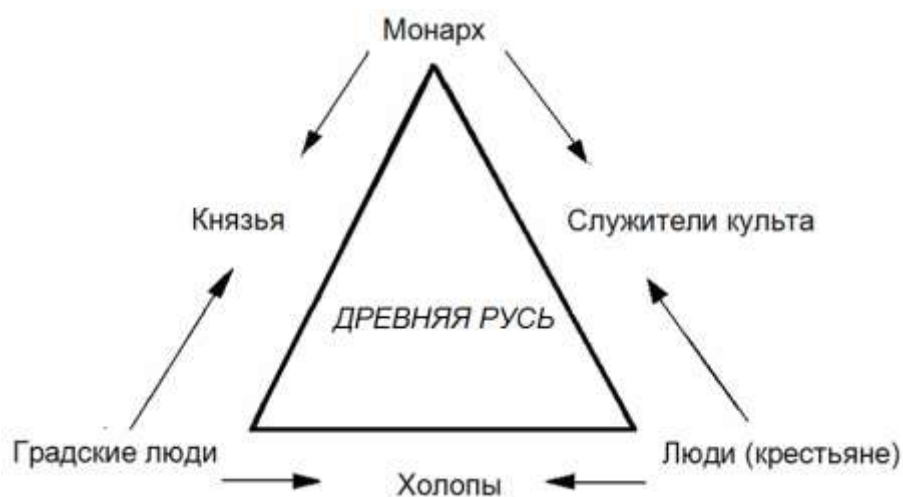 Монарх
Князья
Служители культа
ДРЕВНЯЯ РУСЬ
Градские люди
Люди (крестьяне)
Холопы